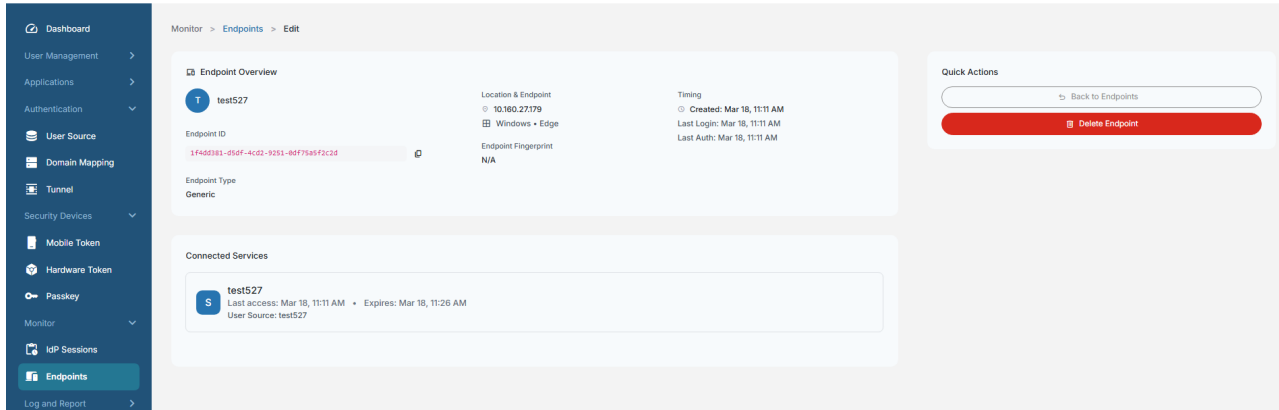 Dashboard
User Management
Applications
Authentication
User Source
Domain Mapping
Tunnel
Security Devices
Mobile Token
Hardware Token
Passkey
Monitor
IdP Sessions
Endpoints
Log and Report
Monitor > Endpoints > Edit
Endpoint Overview
T test527
Endpoint ID
1f4dd381-d5df-4cd2-9251-0df75a5f2c2d
Endpoint Type
Generic
Location & Endpoint
10.160.27.179
Windows • Edge
Endpoint Fingerprint
N/A
Timing
Created: Mar 18, 11:11 AM
Last Login: Mar 18, 11:11 AM
Last Auth: Mar 18, 11:11 AM
Connected Services
S
test527
Last access: Mar 18, 11:11 AM • Expires: Mar 18, 11:26 AM
User Source: test527
Quick Actions
Back to Endpoints
Delete Endpoint